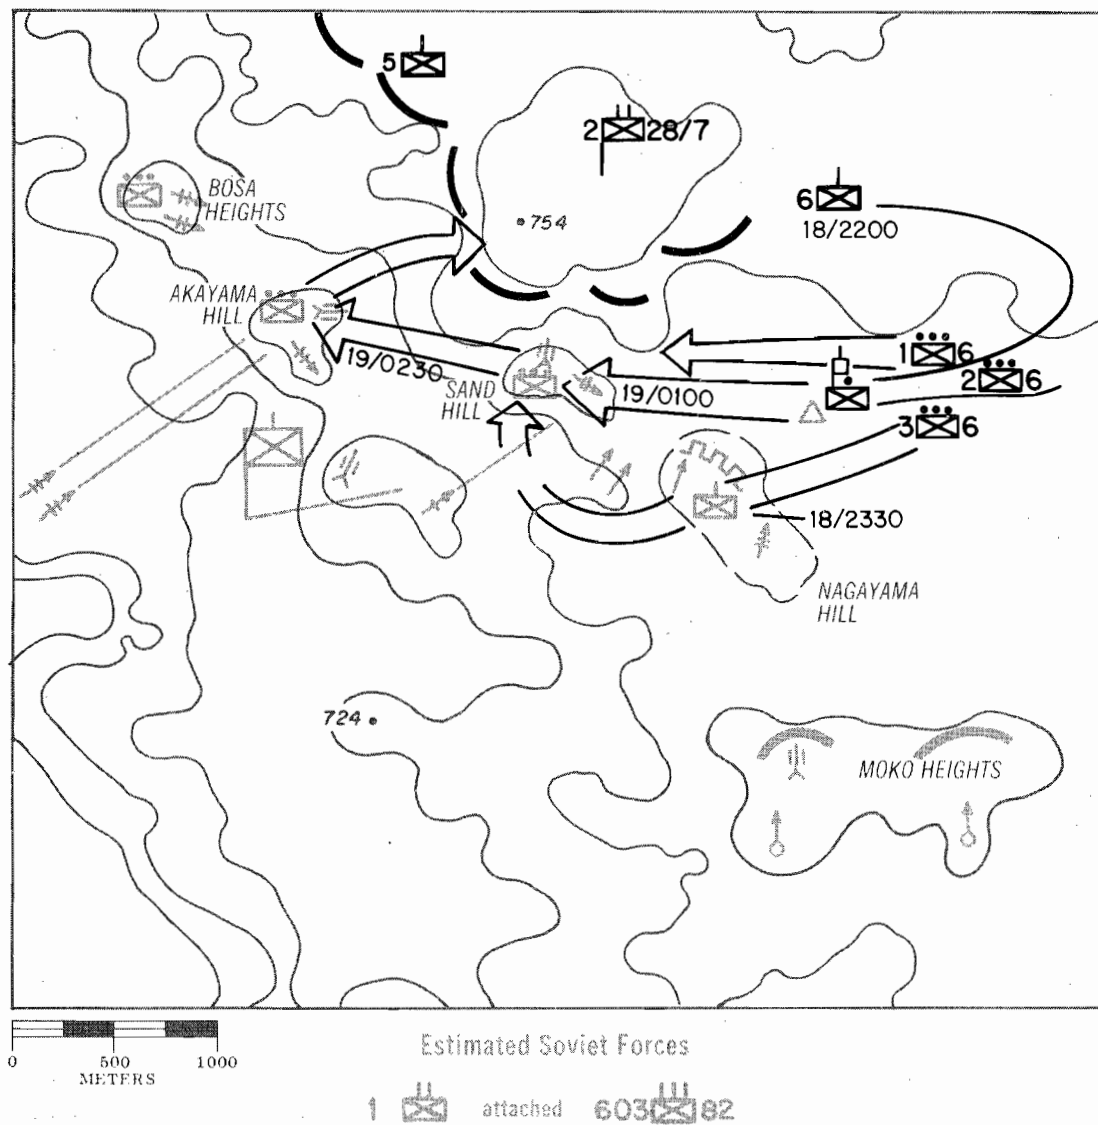 5
2 28/7
BOSA
HEIGHTS
6
18/2200
754
AKAYAMA
HILL
1 6
2 6
19/0230
SAND
HILL
19/0100
3 6
18/2330
NAGAYAMA
HILL
724
MOKO HEIGHTS
0 500 1000
METERS
Estimated Soviet Forces
1 attached 603 82